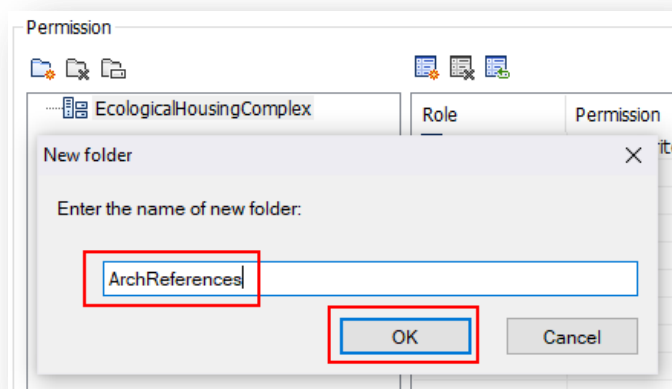 Permission
EcologicalHousingComplex
Role Permission
New folder
Enter the name of new folder:
ArchReferences
OK Cancel